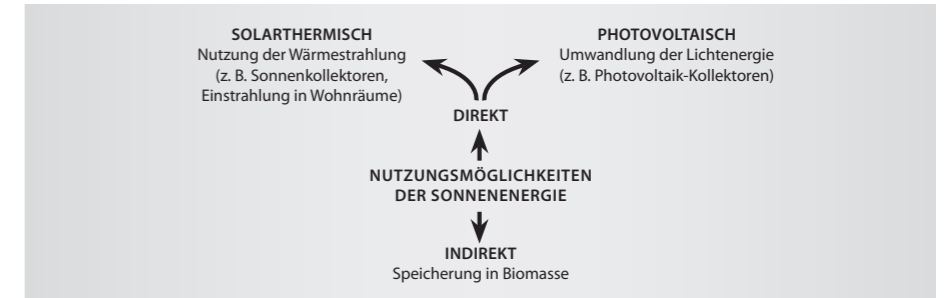 SOLARTHERMISCH
Nutzung der Wärmestrahlung
(z. B. Sonnenkollektoren,
Einstrahlung in Wohnräume)
PHOTOVOLTAISCH
Umwandlung der Lichtenergie
(z. B. Photovoltaik-Kollektoren)
DIREKT
NUTZUNGSMÖGLICHKEITEN
DER SONNENENERGIE
INDIREKT
Speicherung in Biomasse